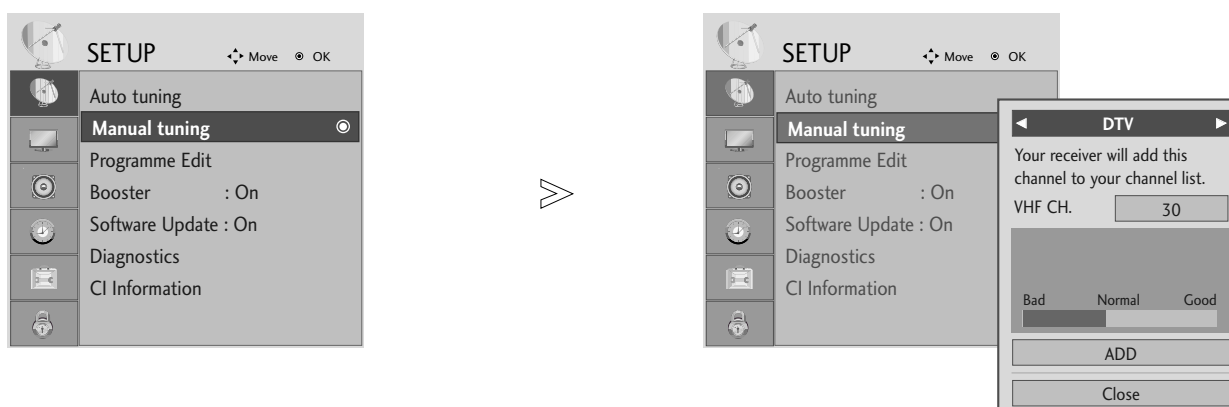 SETUP
Move
OK
Auto tuning
Manual tuning
Programme Edit
Booster : On
Software Update : On
Diagnostics
CI Information
SETUP
Move
OK
Auto tuning
Manual tuning
Programme Edit
Booster : On
Software Update : On
Diagnostics
CI Information
DTV
Your receiver will add this
channel to your channel list.
VHF CH. 30
Bad Normal Good
ADD
Close